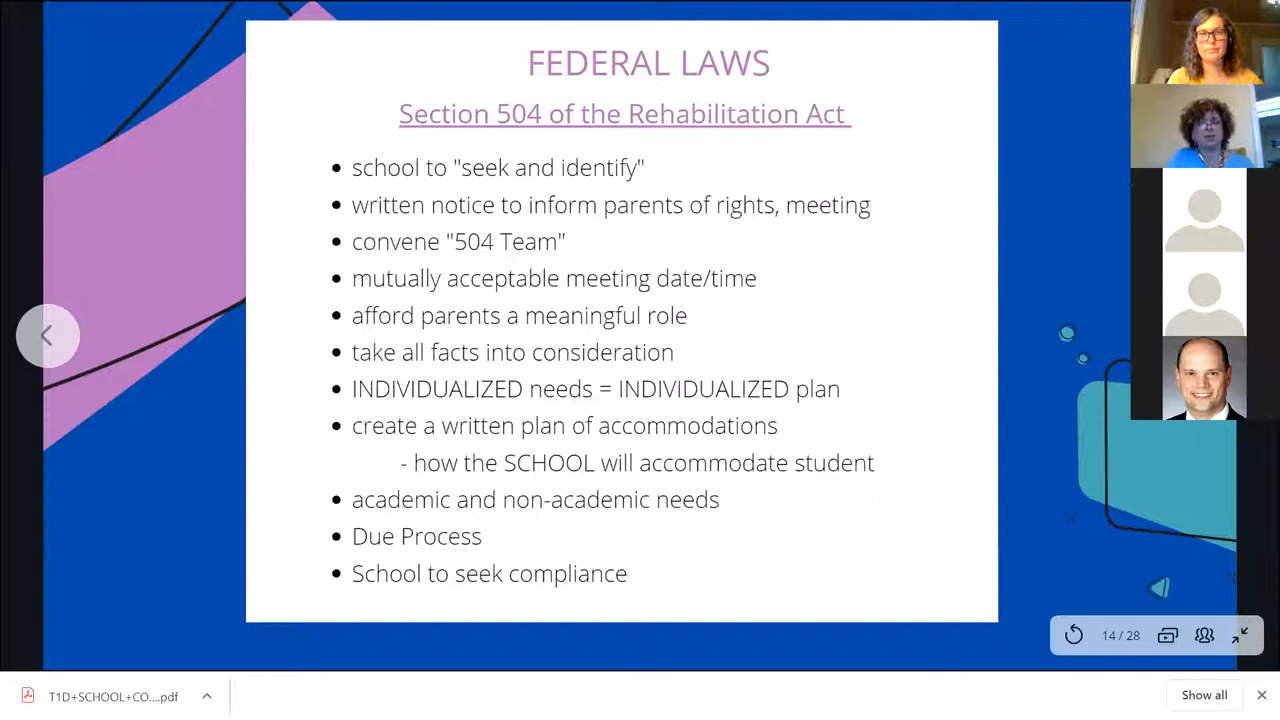 FEDERAL LAWS
Section 504 of the Rehabilitation Act
• school to "seek and identify"
• written notice to inform parents of rights, meeting
• convene "504 Team"
• mutually acceptable meeting date/time
• afford parents a meaningful role
• take all facts into consideration
• INDIVIDUALIZED needs = INDIVIDUALIZED plan
• create a written plan of accommodations
- how the SCHOOL will accommodate student
• academic and non-academic needs
• Due Process
• School to seek compliance
14 / 28
T1D+SCHOOL+CO....pdf
Show all